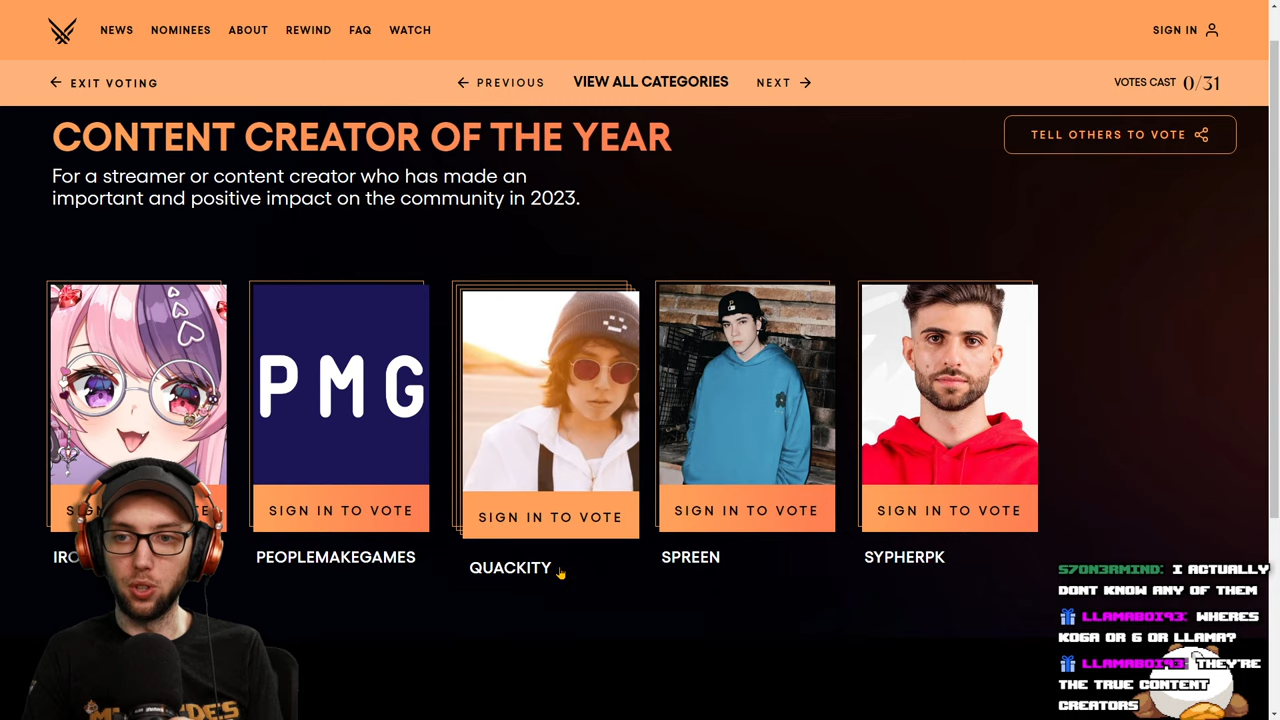 NEWS NOMINEES ABOUT REWIND FAQ WATCH SIGN IN
EXIT VOTING PREVIOUS VIEW ALL CATEGORIES NEXT VOTES CAST 0/31
CONTENT CREATOR OF THE YEAR
TELL OTHERS TO VOTE
For a streamer or content creator who has made an
important and positive impact on the community in 2023.
PMG
SIGN IN TO VOTE
SIGN IN TO VOTE
SIGN IN TO VOTE
SIGN IN TO VOTE
PEOPLEMAKEGAMES
QUACKITY
SPREEN
SYPHERPK
S7ON3RMIND: I ACTUALLY
DONT KNOW ANY OF THEM
LLAMABOI93: WHERES
KOGA OR 6 OR LLAMA?
LLAMABOI93: THEY'RE
THE TRUE CONTENT
CREATORS